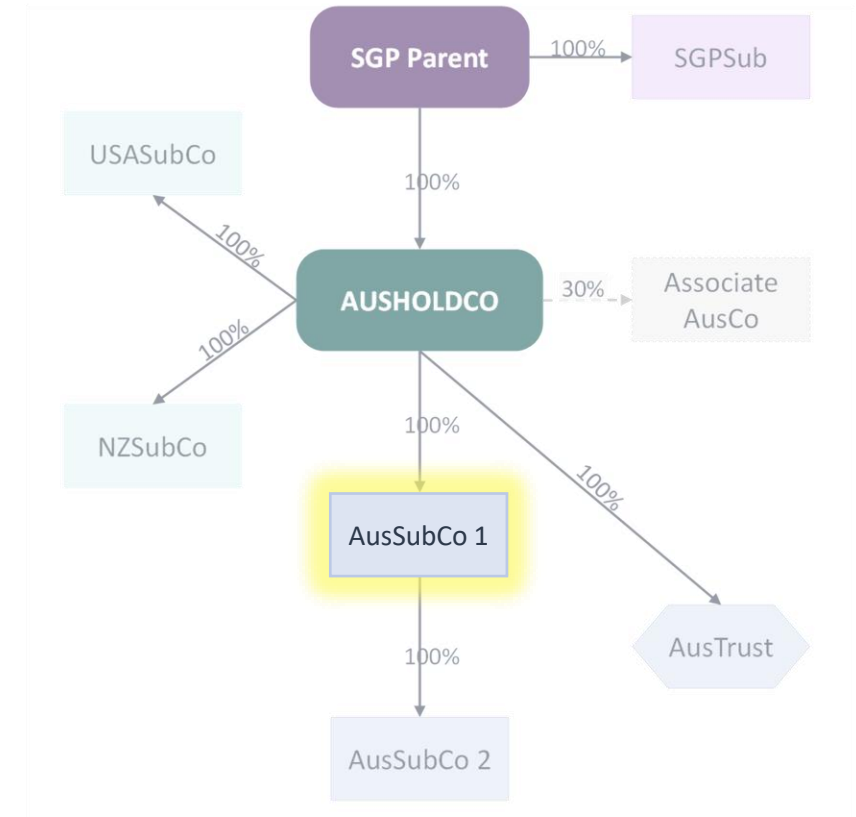 SGP Parent
100%
SGPSub
USASubCo
100%
100%
AUSHOLDCO
30%
Associate
AusCo
100%
NZSubCo
100%
100%
AusSubCo 1
100%
AusTrust
AusSubCo 2